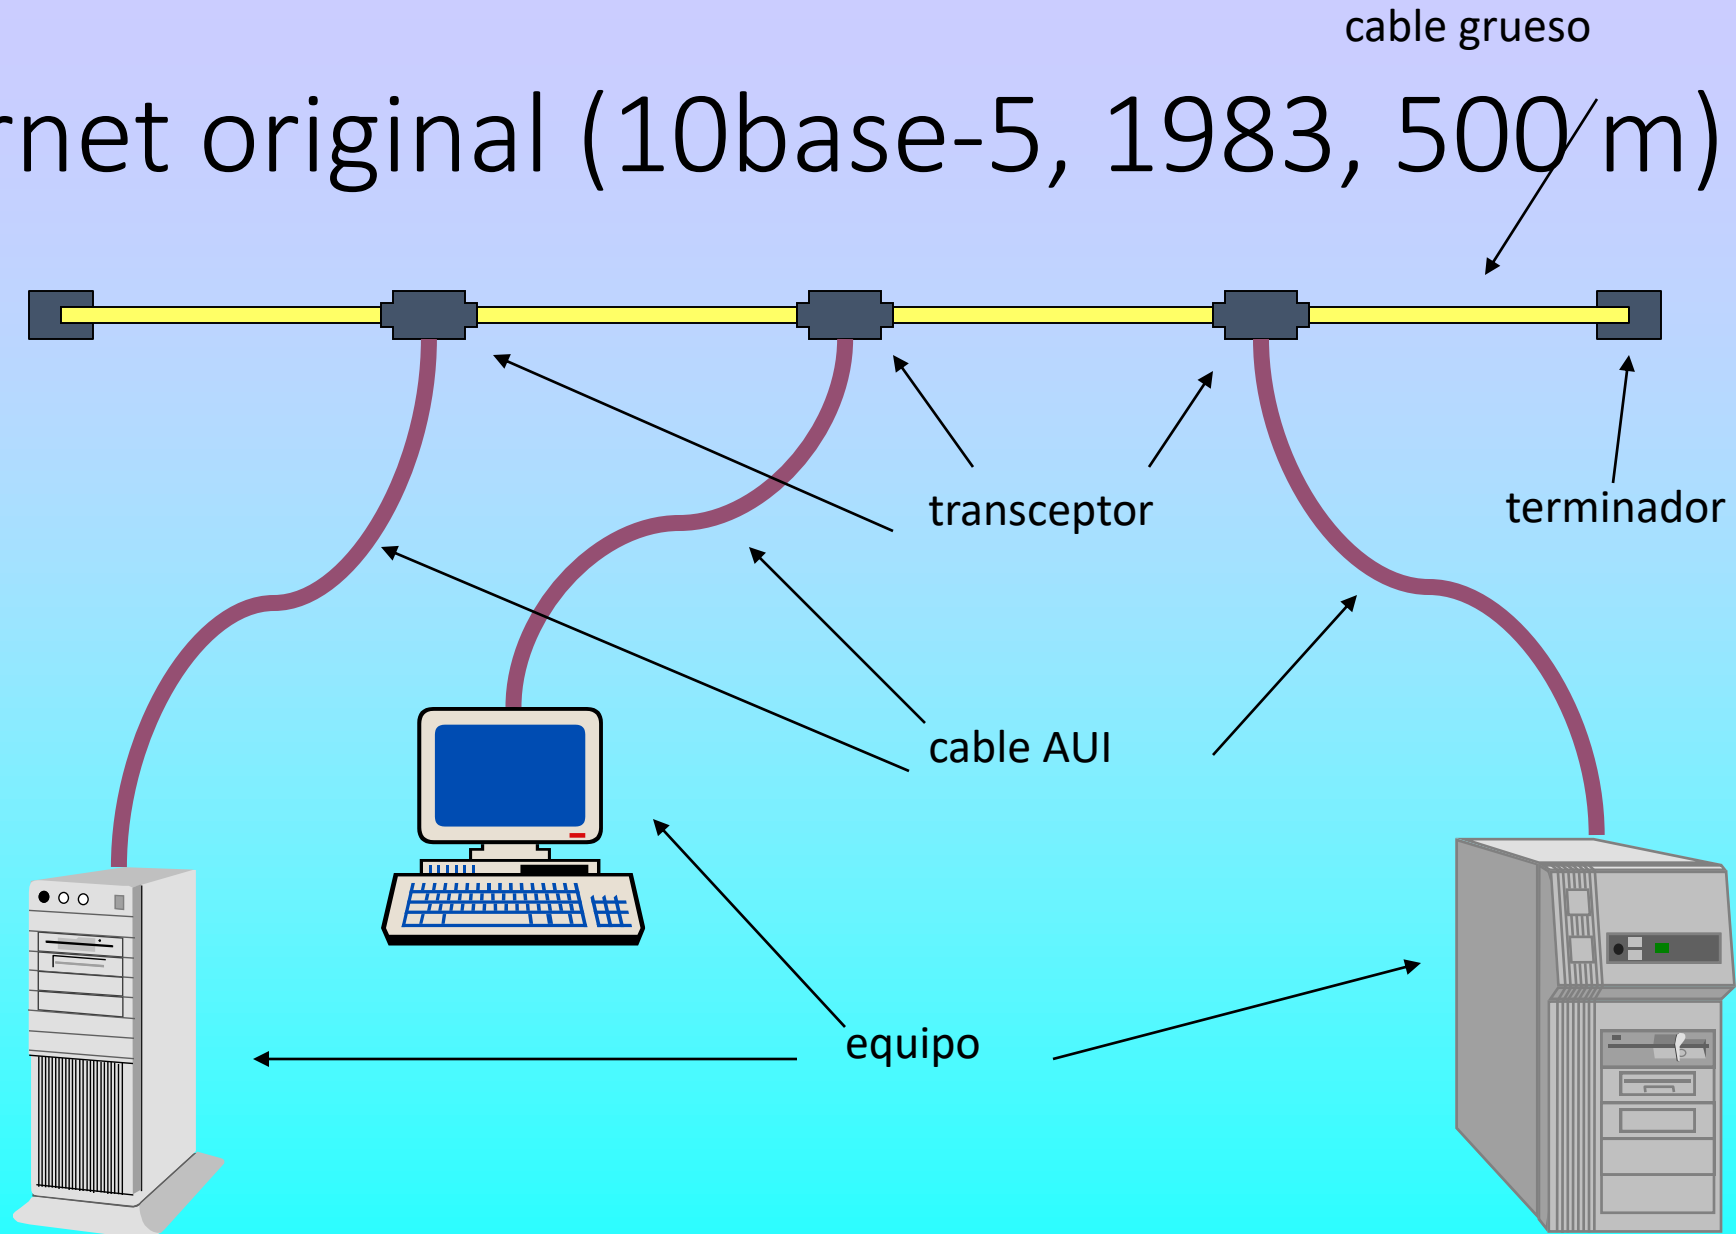 cable grueso
rnet original (10base-5, 1983, 500 m)
transceptor
terminador
cable AUI
equipo